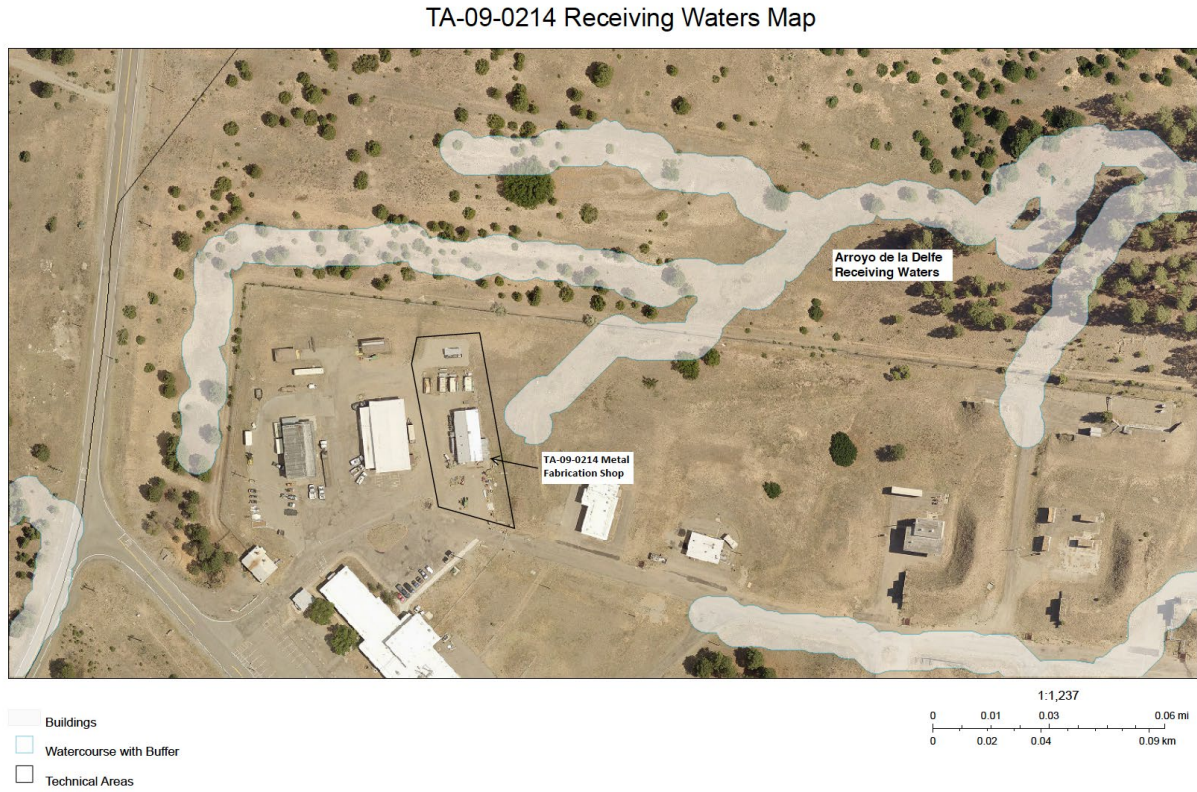 TA-09-0214 Receiving Waters Map
Arroyo de la Delfe
Receiving Waters
TA-09-0214 Metal
Fabrication Shop
1:1,237
0 0.01 0.03 0.06 mi
0 0.02 0.04 0.09 km
Buildings
Watercourse with Buffer
Technical Areas